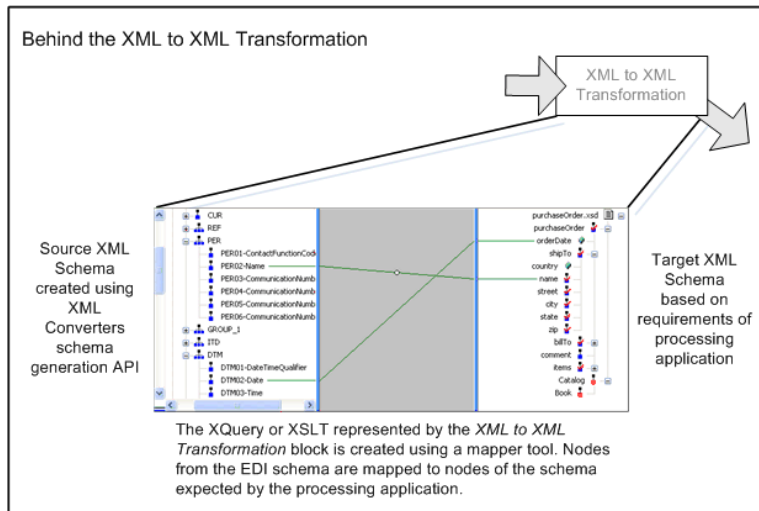 Behind the XML to XML Transformation
XML to XML
Transformation
Source XML
Schema
created using
XML
Converters
schema
generation API
CUR
REF
PER
PER01-ContactFunctionCod
PER02-Name
PER03-CommunicationNumb
PER04-CommunicationNumb
PER05-CommunicationNumb
PER06-CommunicationNumb
GROUP_1
ITD
DTM
DTM01-DateTimeQualifier
DTM02-Date
DTM03-Time
purchaseOrder.xsd
purchaseOrder
orderDate
shipTo
country
name
street
city
state
zip
billTo
comment
items
Catalog
Book
Target XML
Schema
based on
requirements of
processing
application
The XQuery or XSLT represented by the XML to XML
Transformation block is created using a mapper tool. Nodes
from the EDI schema are mapped to nodes of the schema
expected by the processing application.